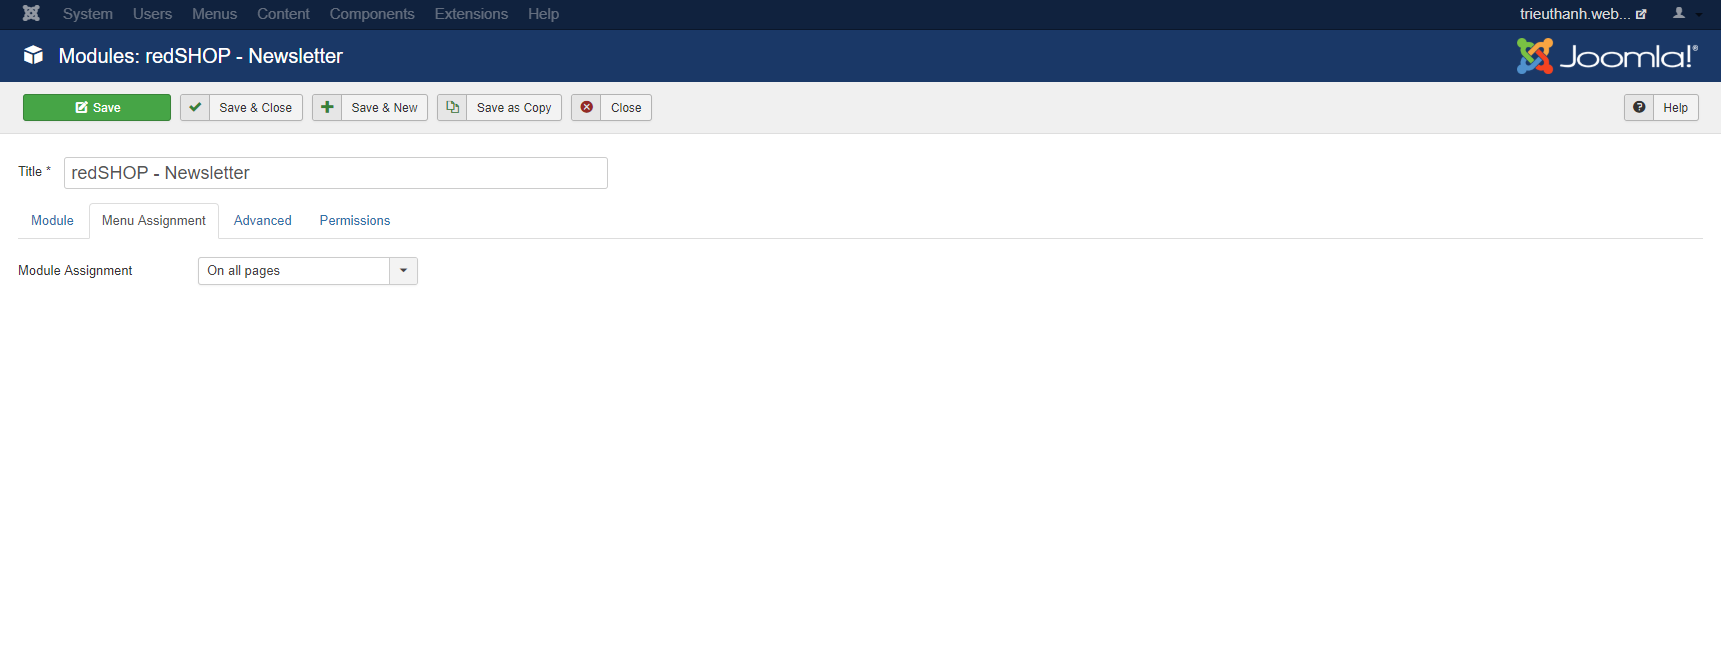 System Users Menus Content Components Extensions Help trieuthanh.web...
Modules: redSHOP - Newsletter Joomla!®
Save Save & Close Save & New Save as Copy Close Help
Title * redSHOP - Newsletter
Module Menu Assignment Advanced Permissions
Module Assignment On all pages